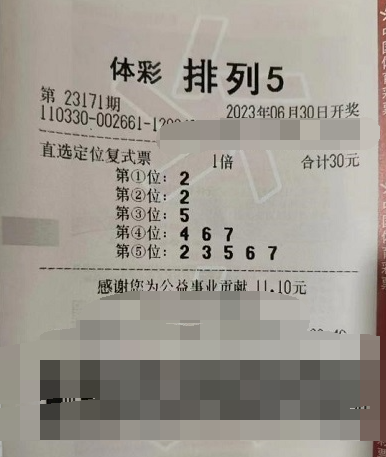 体彩 排列5
第 23171期 2023年06月30日开奖
110330-002661-120
直选定位复式票 1倍 合计30元
第①位: 2
第②位: 2
第③位: 5
第④位: 4 6 7
第⑤位: 2 3 5 6 7
感谢您为公益事业贡献 11.10元